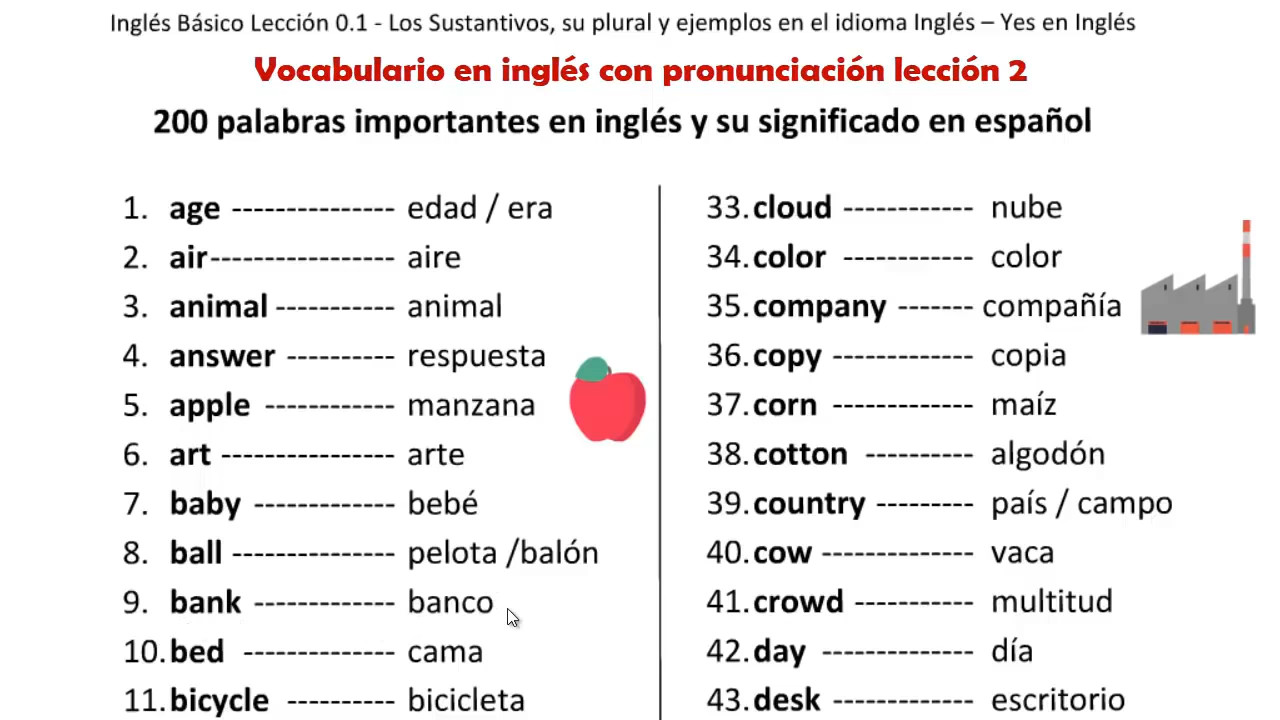 Inglés Básico Lección 0.1 - Los Sustantivos, su plural y ejemplos en el idioma Inglés – Yes en Inglés
Vocabulario en inglés con pronunciación lección 2
200 palabras importantes en inglés y su significado en español
1. age --------------- edad / era
2. air----------------- aire
3. animal ----------- animal
4. answer ---------- respuesta
5. apple ------------ manzana
6. art ---------------- arte
7. baby ------------- bebé
8. ball --------------- pelota /balón
9. bank ------------- banco
10. bed -------------- cama
11. bicycle ---------- bicicleta
33. cloud ------------ nube
34. color ------------ color
35. company ------- compañía
36. copy ------------- copia
37. corn ------------- maíz
38. cotton ---------- algodón
39. country --------- país / campo
40. cow -------------- vaca
41. crowd ----------- multitud
42. day -------------- día
43. desk ------------- escritorio